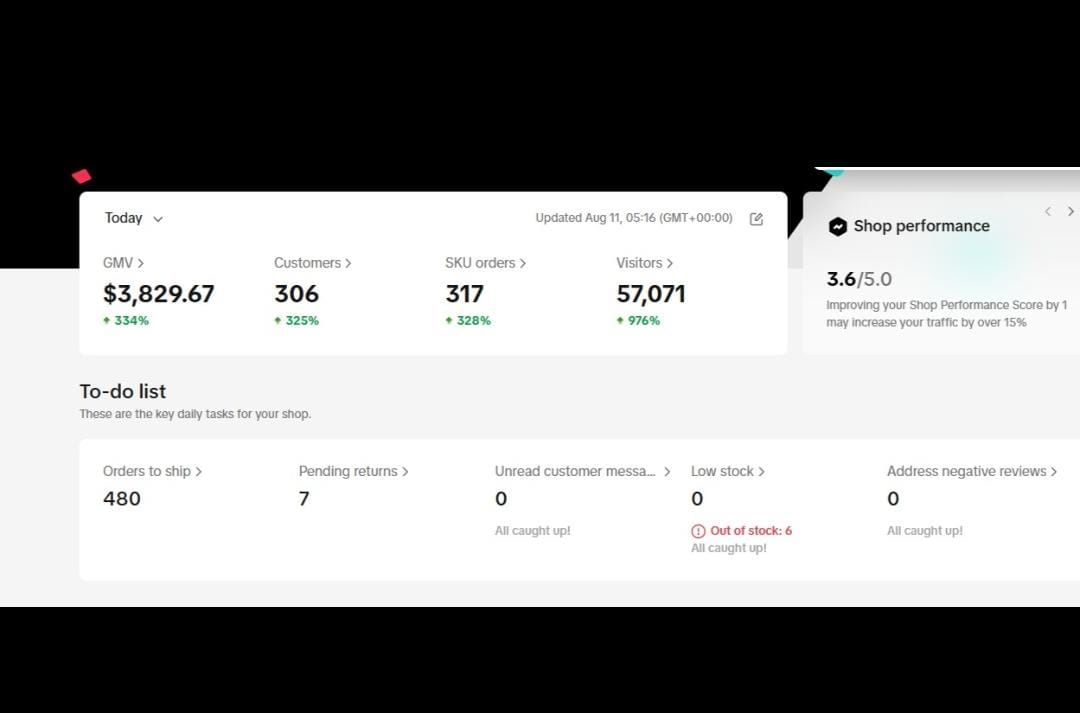 Today
Updated Aug 11, 05:16 (GMT+00:00)
GMV
Customers
SKU orders
Visitors
$3,829.67
306
317
57,071
334%
325%
328%
976%
Shop performance
3.6/5.0
Improving your Shop Performance Score by 1
may increase your traffic by over 15%
To-do list
These are the key daily tasks for your shop.
Orders to ship
Pending returns
Unread customer messa...
Low stock
Address negative reviews
480
7
0
0
0
All caught up!
Out of stock: 6
All caught up!
All caught up!